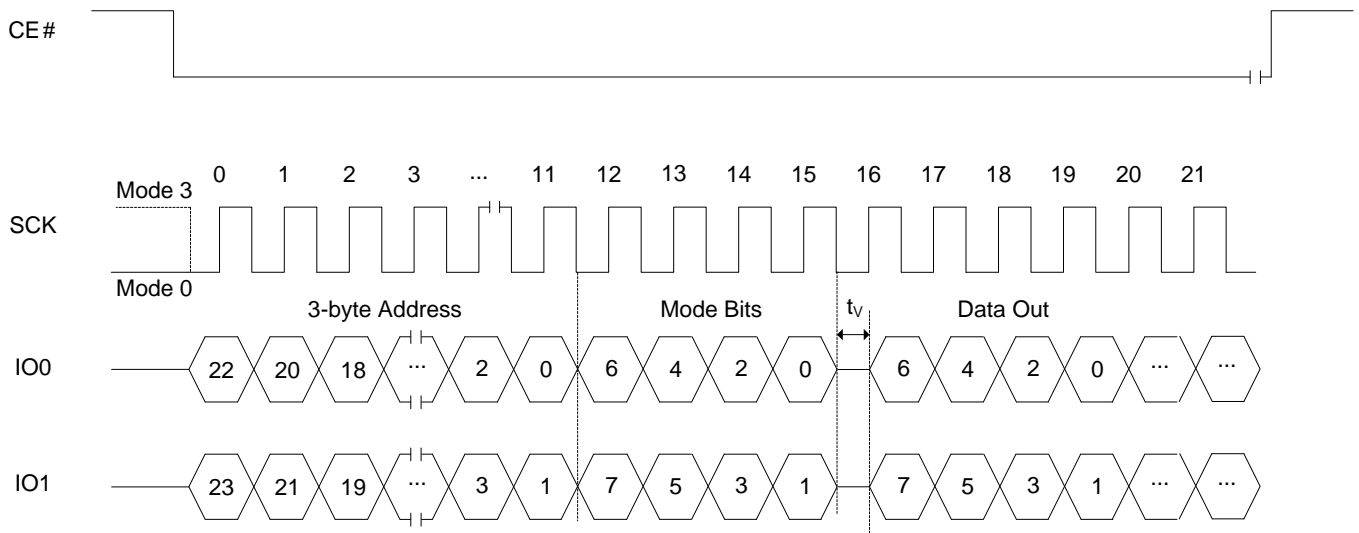 CE#
0 1 2 3 ... 11 12 13 14 15 16 17 18 19 20 21
Mode 3
SCK
Mode 0
3-byte Address Mode Bits tV Data Out
IO0 22 20 18 ... 2 0 6 4 2 0 6 4 2 0 ... ...
IO1 23 21 19 ... 3 1 7 5 3 1 7 5 3 1 ... ...